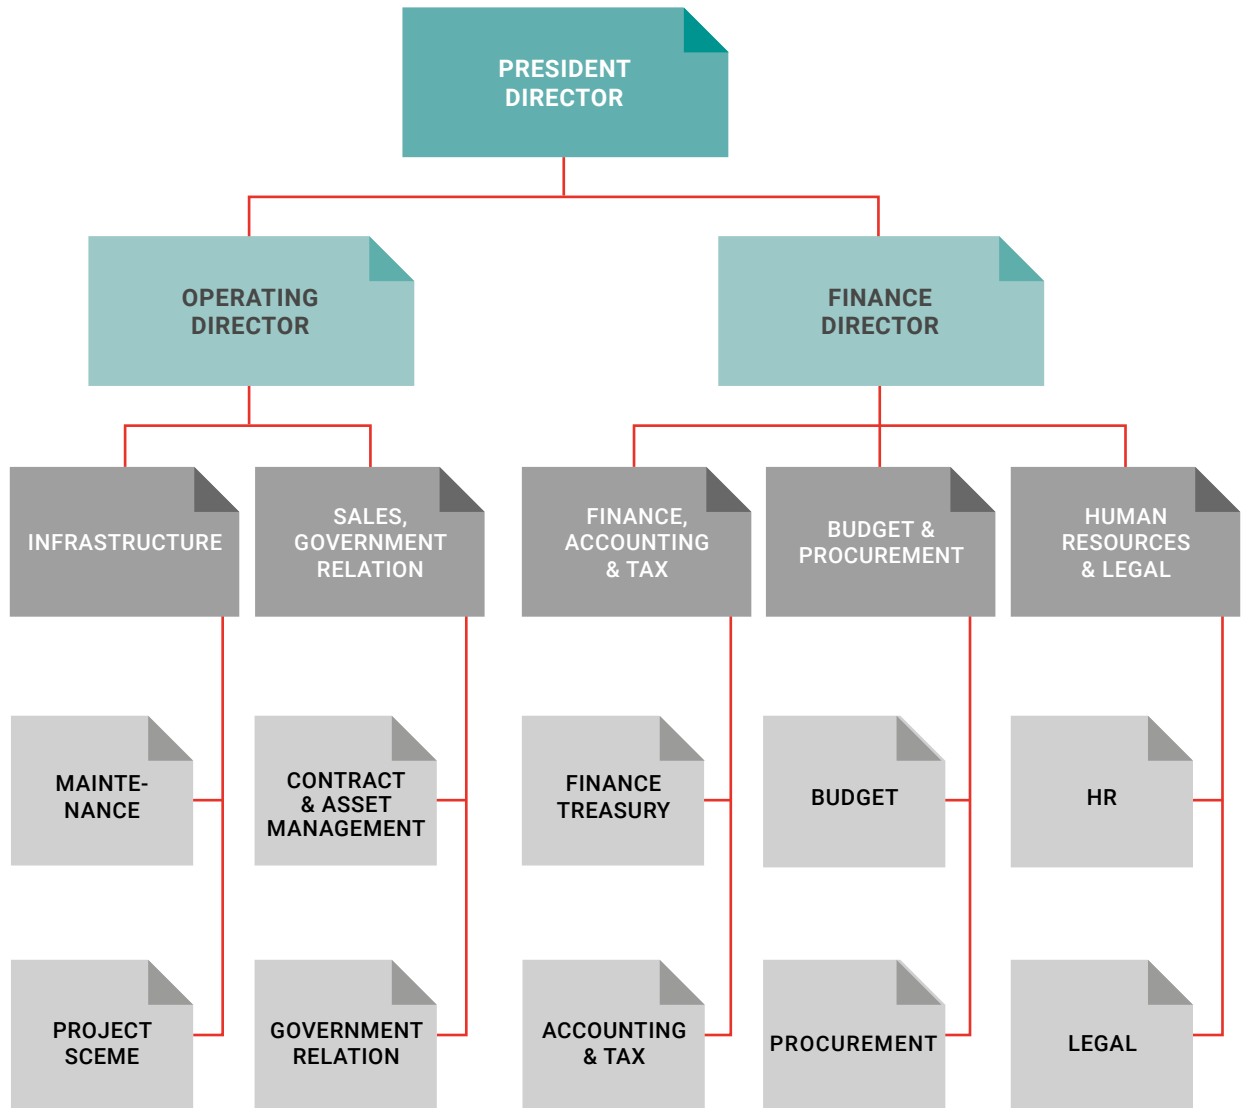 PRESIDENT
DIRECTOR
OPERATING
DIRECTOR
FINANCE
DIRECTOR
INFRASTRUCTURE
SALES,
GOVERNMENT
RELATION
FINANCE,
ACCOUNTING
& TAX
BUDGET &
PROCUREMENT
HUMAN
RESOURCES
& LEGAL
MAINTE-
NANCE
CONTRACT
& ASSET
MANAGEMENT
FINANCE
TREASURY
BUDGET
HR
PROJECT
SCEME
GOVERNMENT
RELATION
ACCOUNTING
& TAX
PROCUREMENT
LEGAL